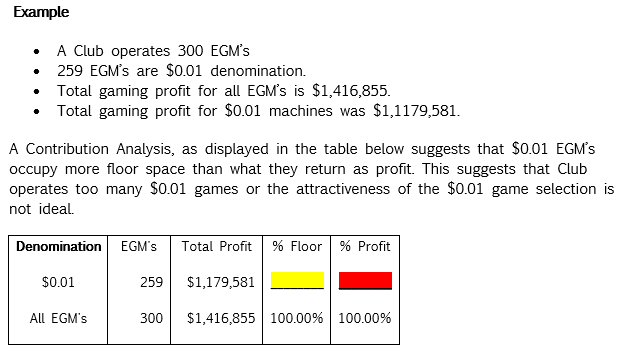 Example
• A Club operates 300 EGM's
• 259 EGM's are $0.01 denomination.
• Total gaming profit for all EGM's is $1,416,855.
• Total gaming profit for $0.01 machines was $1,1179,581.
A Contribution Analysis, as displayed in the table below suggests that $0.01 EGM's
occupy more floor space than what they return as profit. This suggests that Club
operates too many $0.01 games or the attractiveness of the $0.01 game selection is
not ideal.
Denomination EGM's Total Profit % Floor % Profit
$0.01 259 $1,179,581
All EGM's 300 $1,416,855 100.00% 100.00%